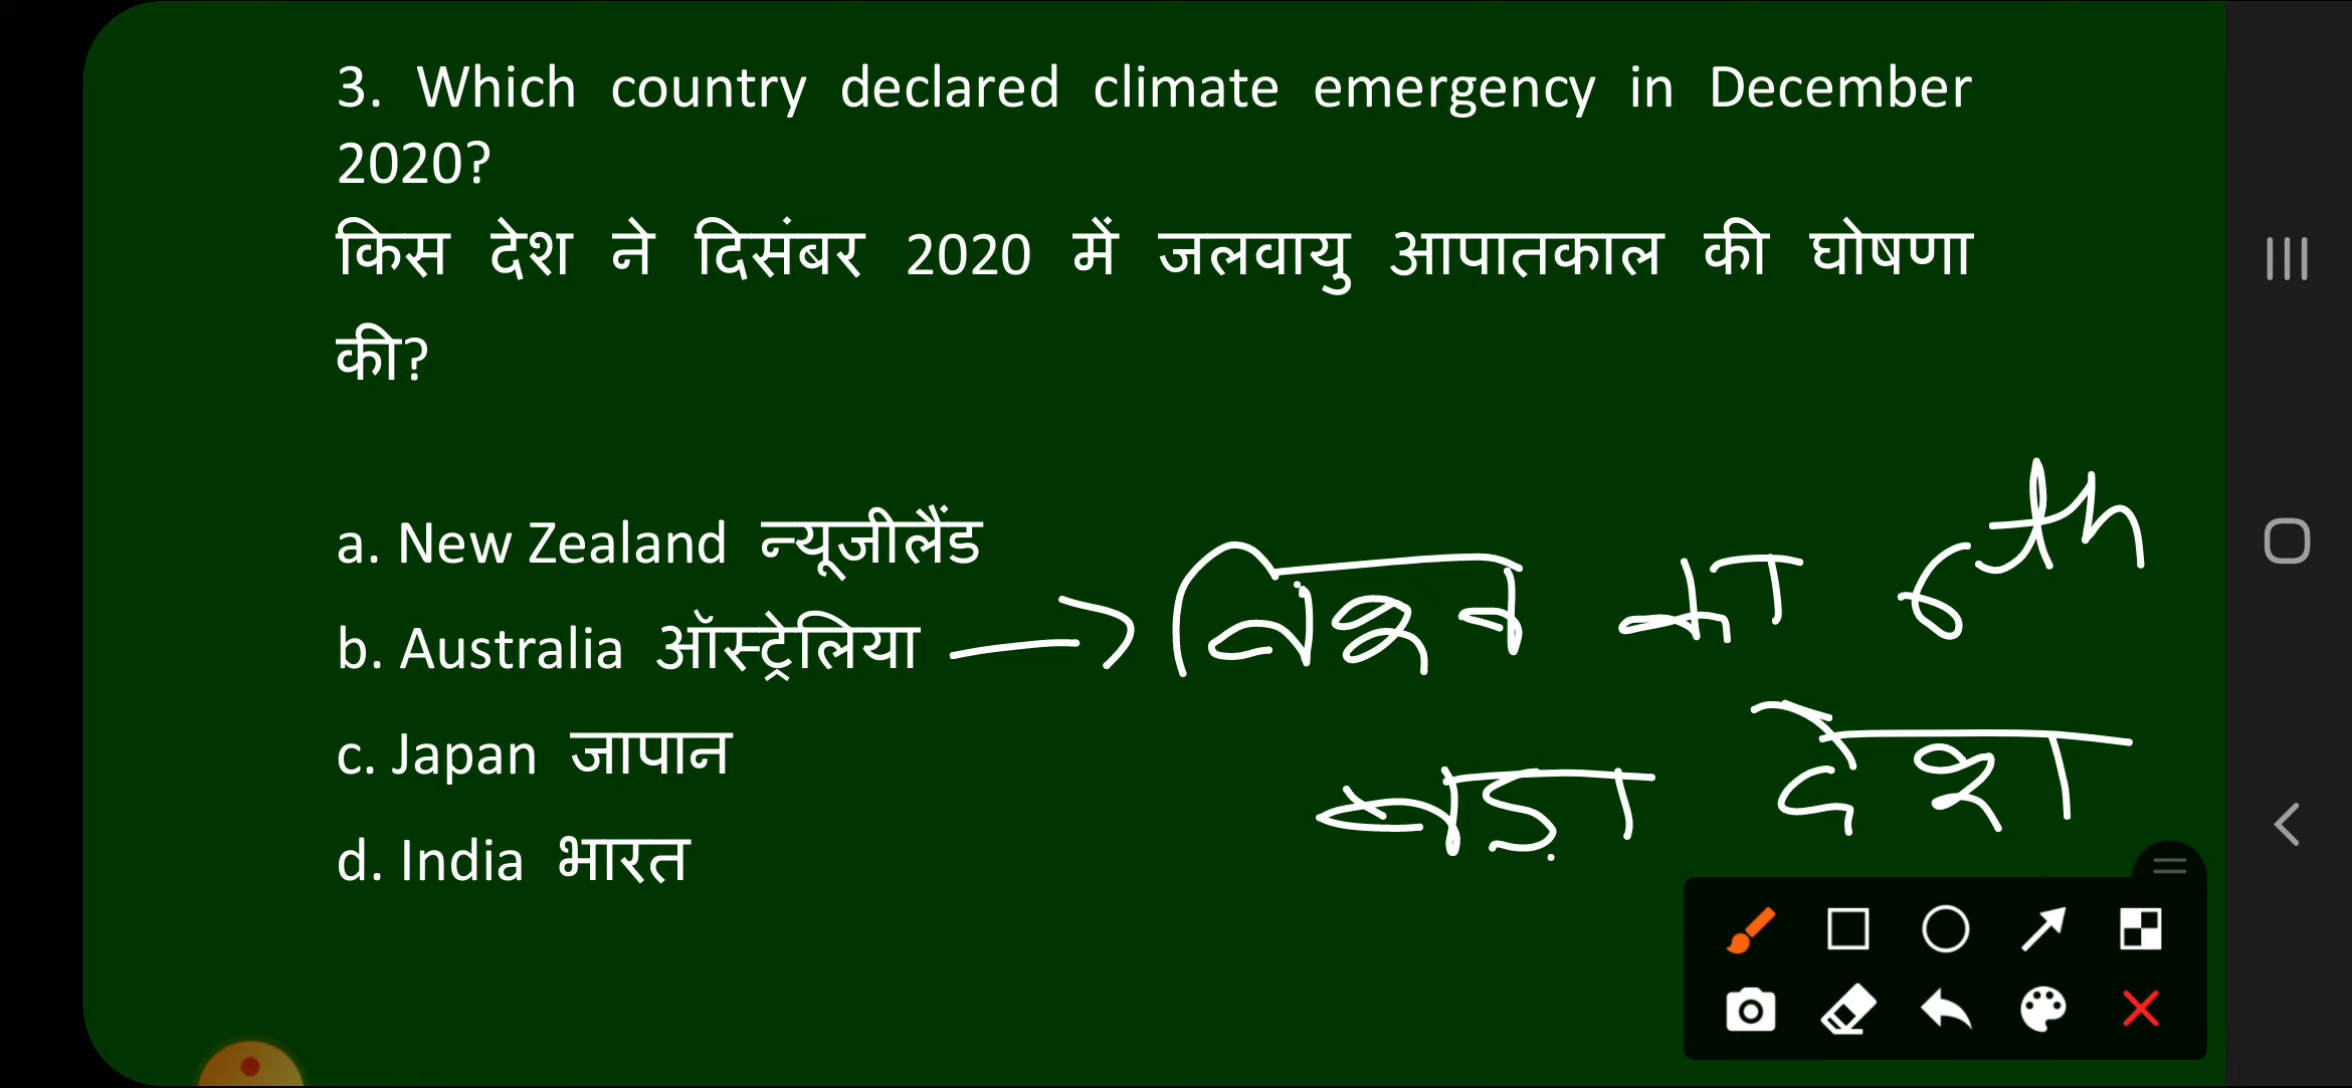 3. Which country declared climate emergency in December
2020?
किस देश ने दिसंबर 2020 में जलवायु आपातकाल की घोषणा
की?
a. New Zealand न्यूजीलैंड
b. Australia ऑस्ट्रेलिया → विश्व का 6th
बड़ा देश
c. Japan जापान
d. India भारत